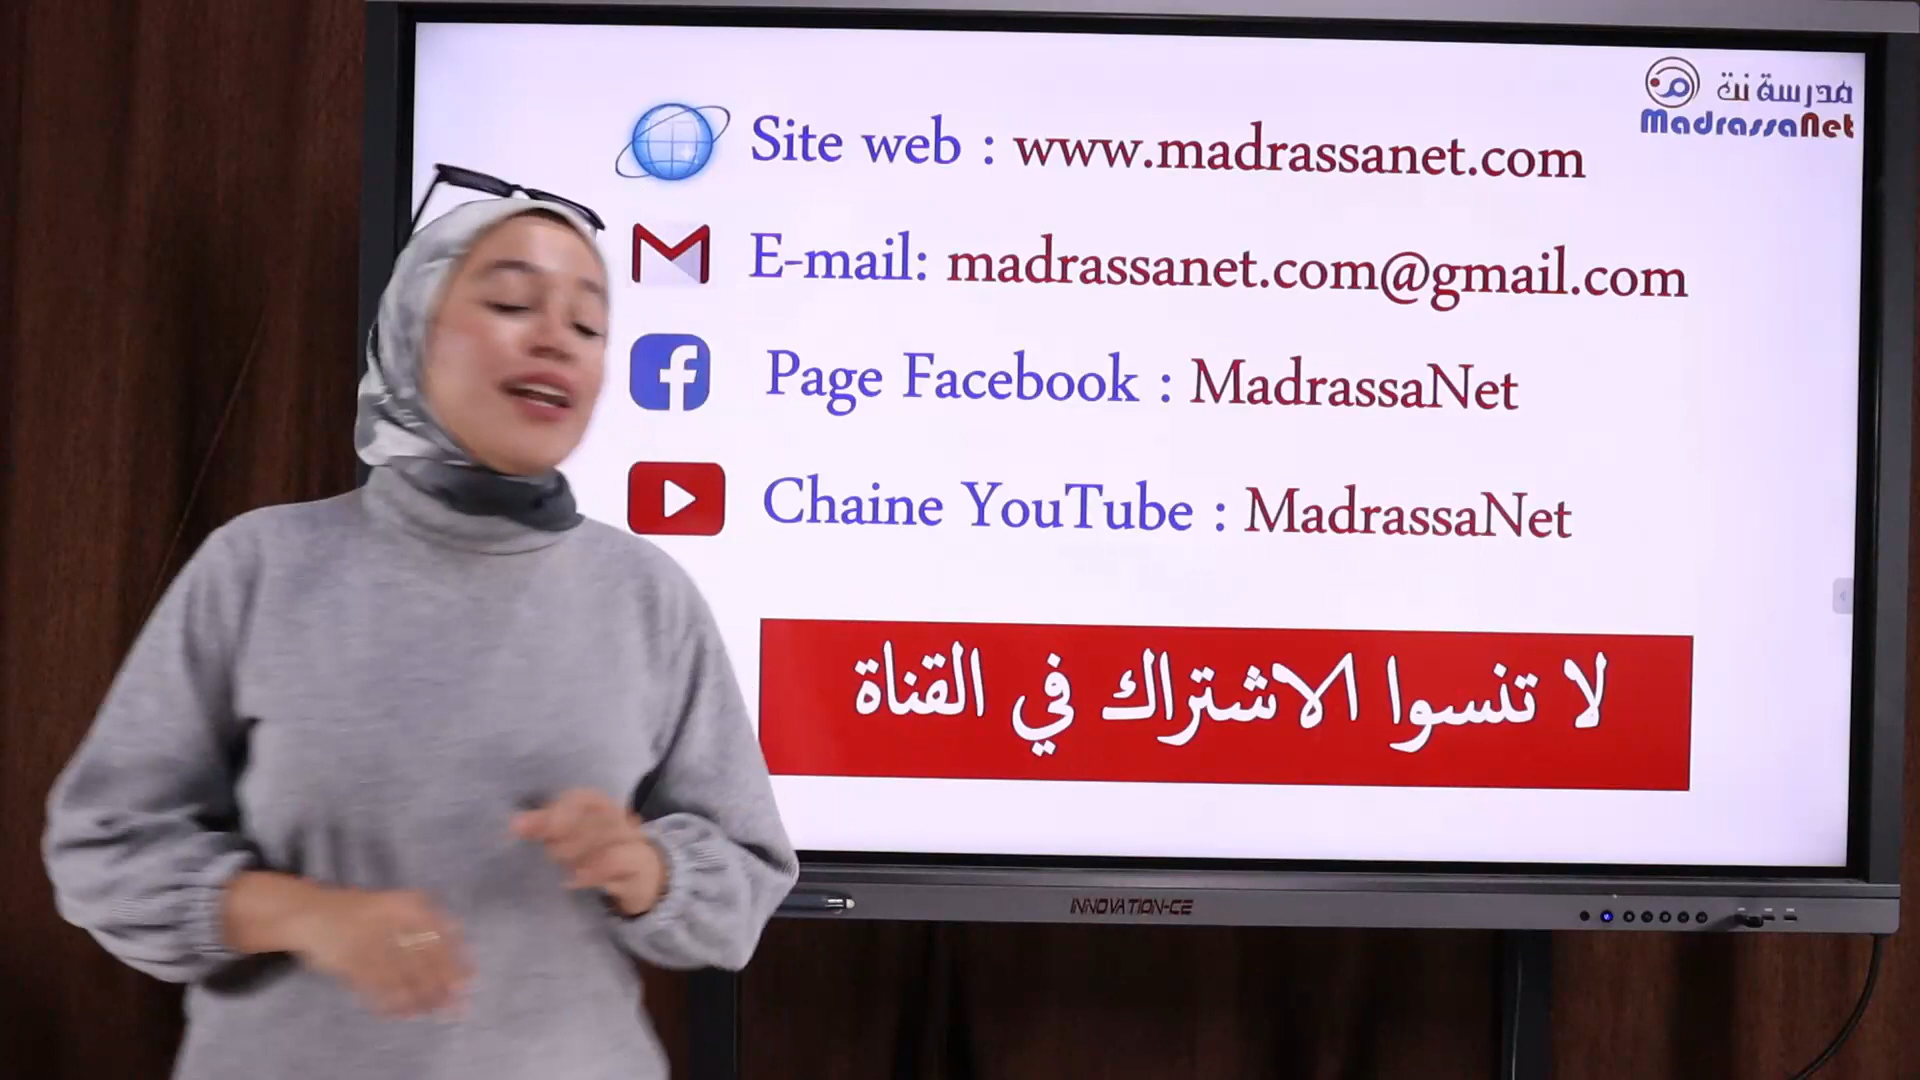 مدرسة نت
MadrassaNet
Site web : www.madrassanet.com
E-mail: madrassanet.com@gmail.com
Page Facebook : MadrassaNet
Chaine YouTube : MadrassaNet
لا تنسوا الاشتراك في القناة
INNOVATION-CE